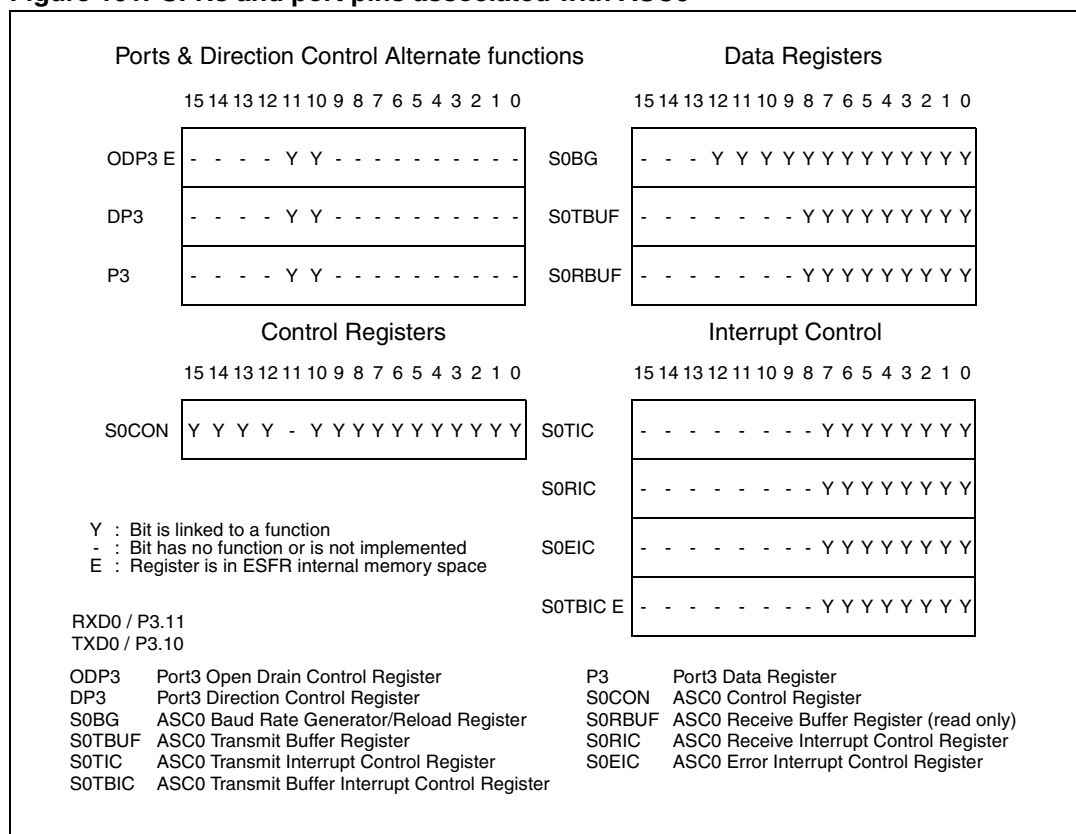 Ports & Direction Control Alternate functions
15 14 13 12 11 10 9 8 7 6 5 4 3 2 1 0
ODP3 E - - - - Y Y - - - - - - - - - -
DP3 - - - - Y Y - - - - - - - - - -
P3 - - - - Y Y - - - - - - - - - -
Data Registers
15 14 13 12 11 10 9 8 7 6 5 4 3 2 1 0
S0BG - - - Y Y Y Y Y Y Y Y Y Y Y Y Y
S0TBUF - - - - - - - Y Y Y Y Y Y Y Y Y
S0RBUF - - - - - - - Y Y Y Y Y Y Y Y Y
Control Registers
15 14 13 12 11 10 9 8 7 6 5 4 3 2 1 0
S0CON Y Y Y Y - Y Y Y Y Y Y Y Y Y Y Y
Interrupt Control
15 14 13 12 11 10 9 8 7 6 5 4 3 2 1 0
S0TIC - - - - - - - - Y Y Y Y Y Y Y Y
S0RIC - - - - - - - - Y Y Y Y Y Y Y Y
S0EIC - - - - - - - - Y Y Y Y Y Y Y Y
S0TBIC E - - - - - - - - Y Y Y Y Y Y Y Y
Y : Bit is linked to a function
- : Bit has no function or is not implemented
E : Register is in ESFR internal memory space
RXD0 / P3.11
TXD0 / P3.10
ODP3 Port3 Open Drain Control Register
DP3 Port3 Direction Control Register
S0BG ASC0 Baud Rate Generator/Reload Register
S0TBUF ASC0 Transmit Buffer Register
S0TIC ASC0 Transmit Interrupt Control Register
S0TBIC ASC0 Transmit Buffer Interrupt Control Register
P3 Port3 Data Register
S0CON ASC0 Control Register
S0RBUF ASC0 Receive Buffer Register (read only)
S0RIC ASC0 Receive Interrupt Control Register
S0EIC ASC0 Error Interrupt Control Register